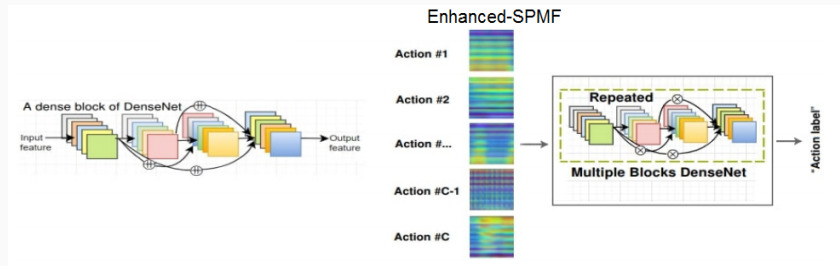 Enhanced-SPMF
A dense block of DenseNet
Input
feature
Output
feature
Action #1
Action #2
Action #...
Action #C-1
Action #C
Repeated
Multiple Blocks DenseNet
"Action label"